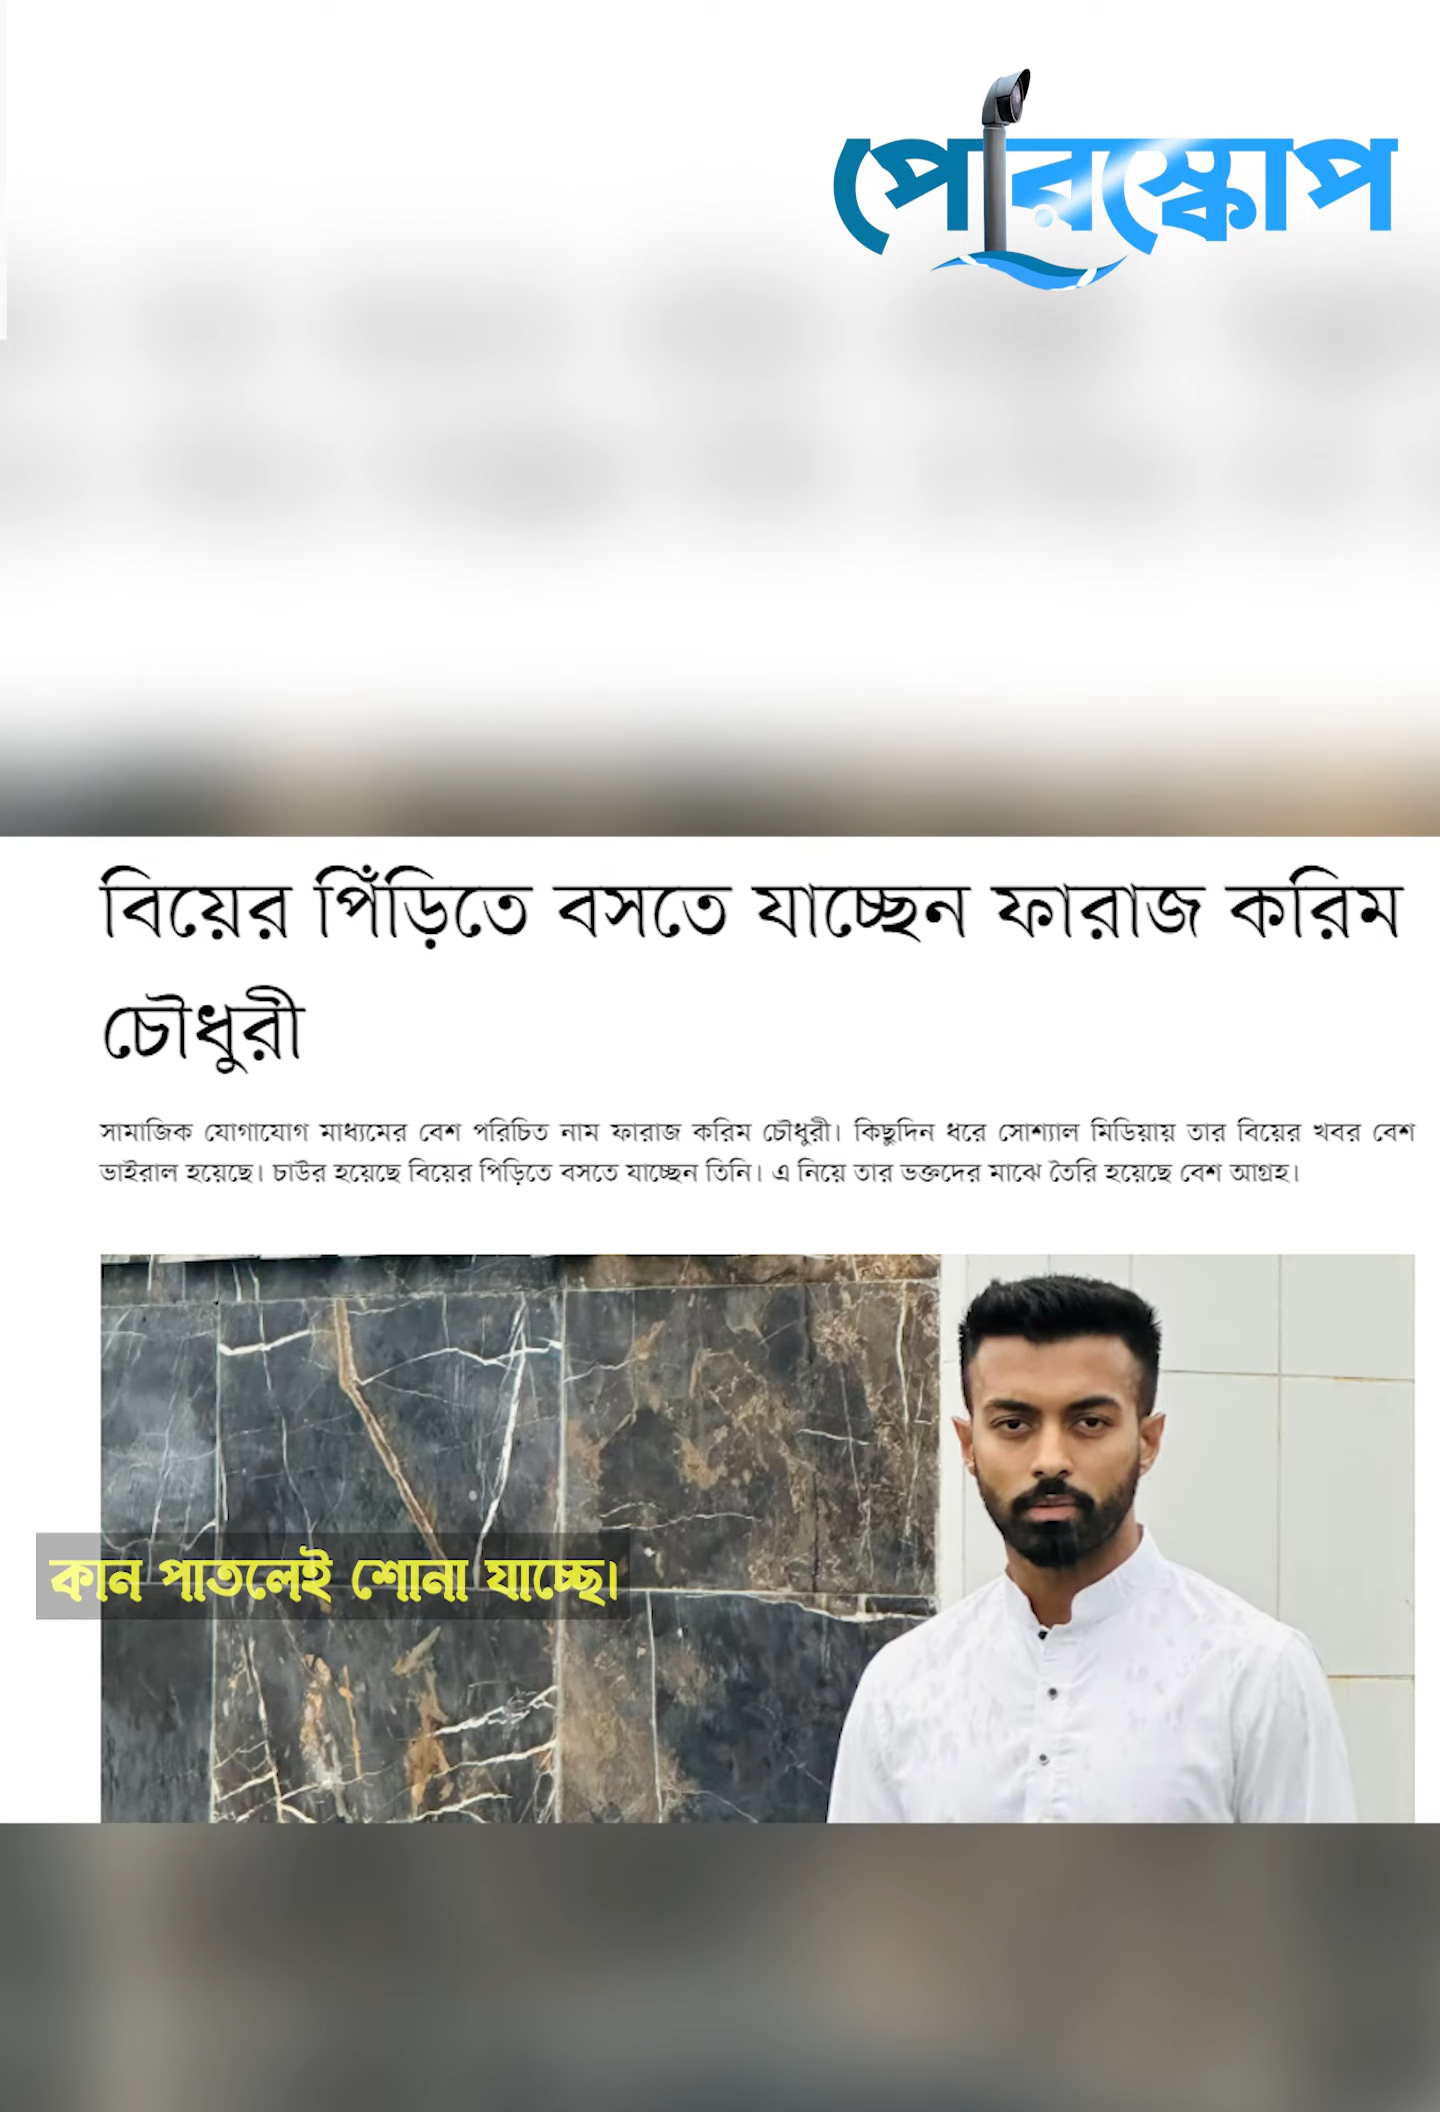 পেরিস্কোপ
বিয়ের পিঁড়িতে বসতে যাচ্ছেন ফারাজ করিম
চৌধুরী
সামাজিক যোগাযোগ মাধ্যমের বেশ পরিচিত নাম ফারাজ করিম চৌধুরী। কিছুদিন ধরে সোশ্যাল মিডিয়ায় তার বিয়ের খবর বেশ
ভাইরাল হয়েছে। চাউর হয়েছে বিয়ের পিড়িতে বসতে যাচ্ছেন তিনি। এ নিয়ে তার ভক্তদের মাঝে তৈরি হয়েছে বেশ আগ্রহ।
কান পাতলেই শোনা যাচ্ছে।